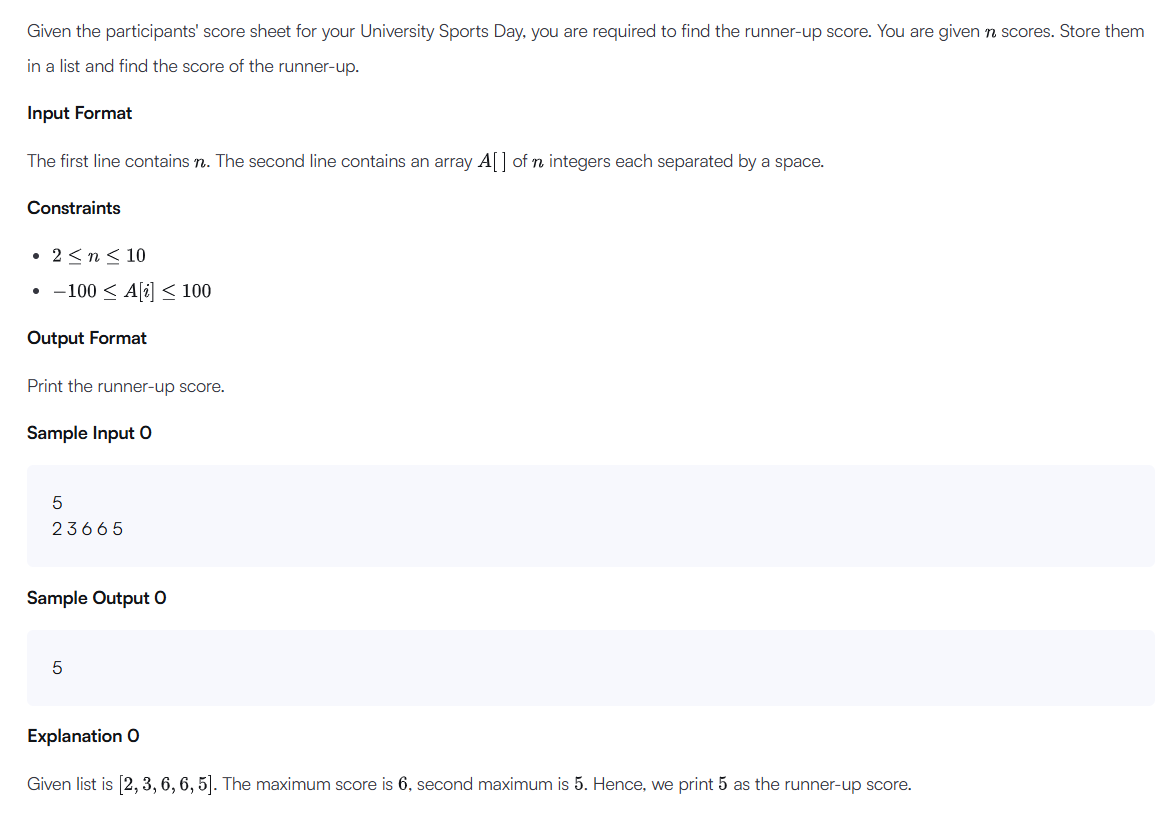 Given the participants' score sheet for your University Sports Day, you are required to find the runner-up score. You are given n scores. Store them
in a list and find the score of the runner-up.
Input Format
The first line contains n. The second line contains an array A[ ] of n integers each separated by a space.
Constraints
• 2 ≤ n ≤ 10
• −100 ≤ A[i] ≤ 100
Output Format
Print the runner-up score.
Sample Input 0
5
2 3 6 6 5
Sample Output 0
5
Explanation 0
Given list is [2, 3, 6, 6, 5]. The maximum score is 6, second maximum is 5. Hence, we print 5 as the runner-up score.